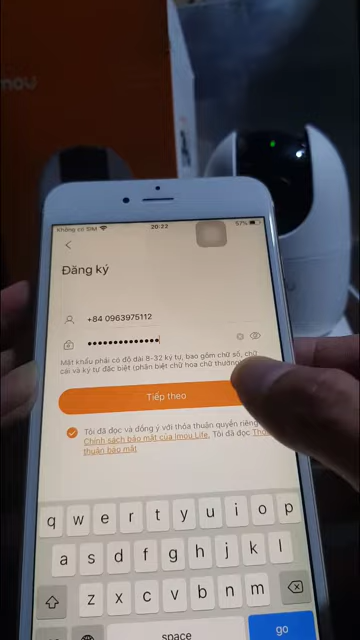 imou
Không có SIM 20:22 57%
Đăng ký
+84 0963975112
Mật khẩu phải có độ dài 8-32 ký tự, bao gồm chữ số, chữ
cái và ký tự đặc biệt (phân biệt chữ hoa chữ thường
Tiếp theo
Tôi đã đọc và đồng ý với thỏa thuận quyền riêng
Chính sách bảo mật của Imou Life. Tôi đã đọc
thuận bảo mật
q w e r t y u i o p
a s d f g h j k l
z x c v b n m
space go